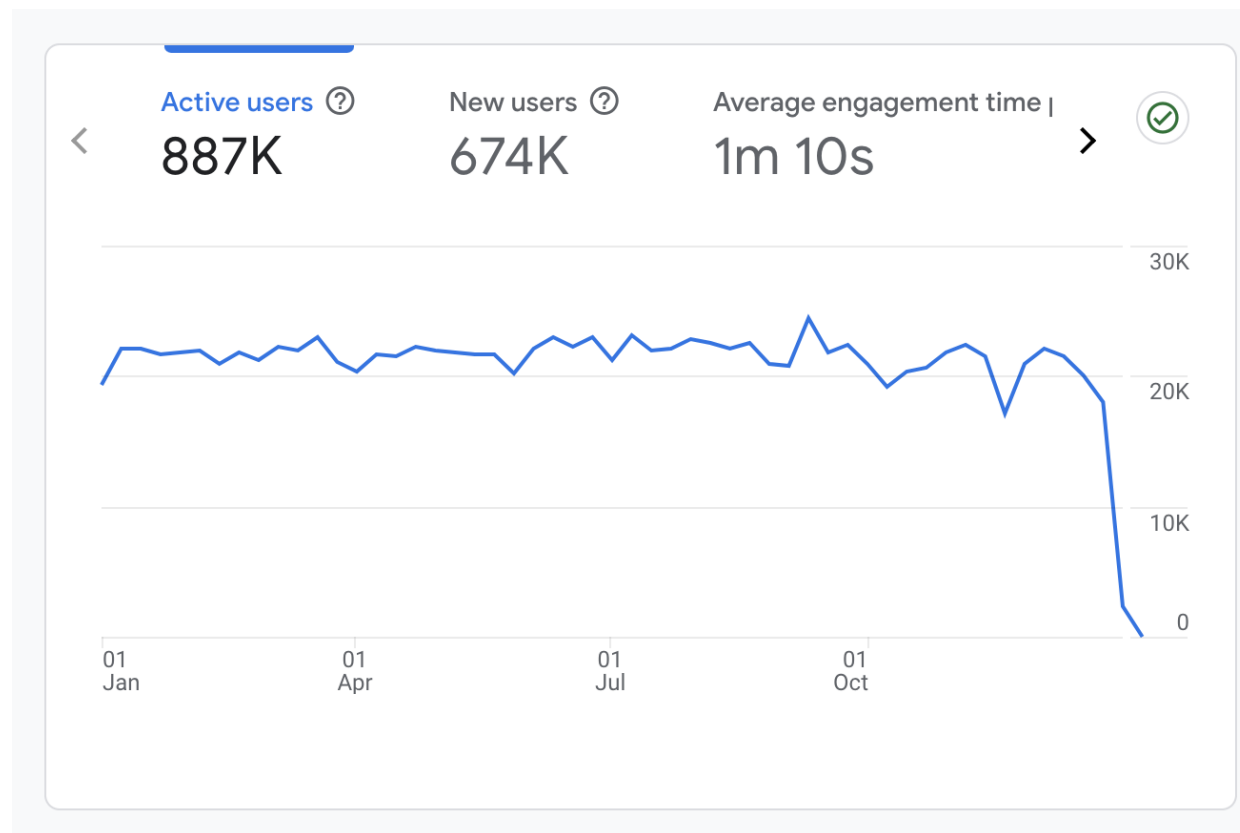 Active users
New users
Average engagement time
887K
674K
1m 10s
30K
20K
10K
0
01 Jan
01 Apr
01 Jul
01 Oct